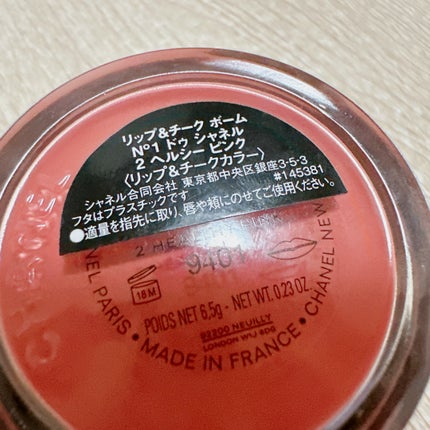 リップ&チーク バーム
N°1 ドゥ シャネル
2 ヘルシー ピンク
〈リップ&チークカラー〉
シャネル合同会社 東京都中央区銀座3-5-3
フタはプラスチックです #145381
●適量を指先に取り、唇や頬にのせてご使用ください。
2 HEA
9401
18M
POIDS NET 6,5g - NET WT. 0.23 OZ.
92200 NEUILLY
LONDON W1J 6DG
PARIS • MADE IN FRANCE • CHANEL NEW